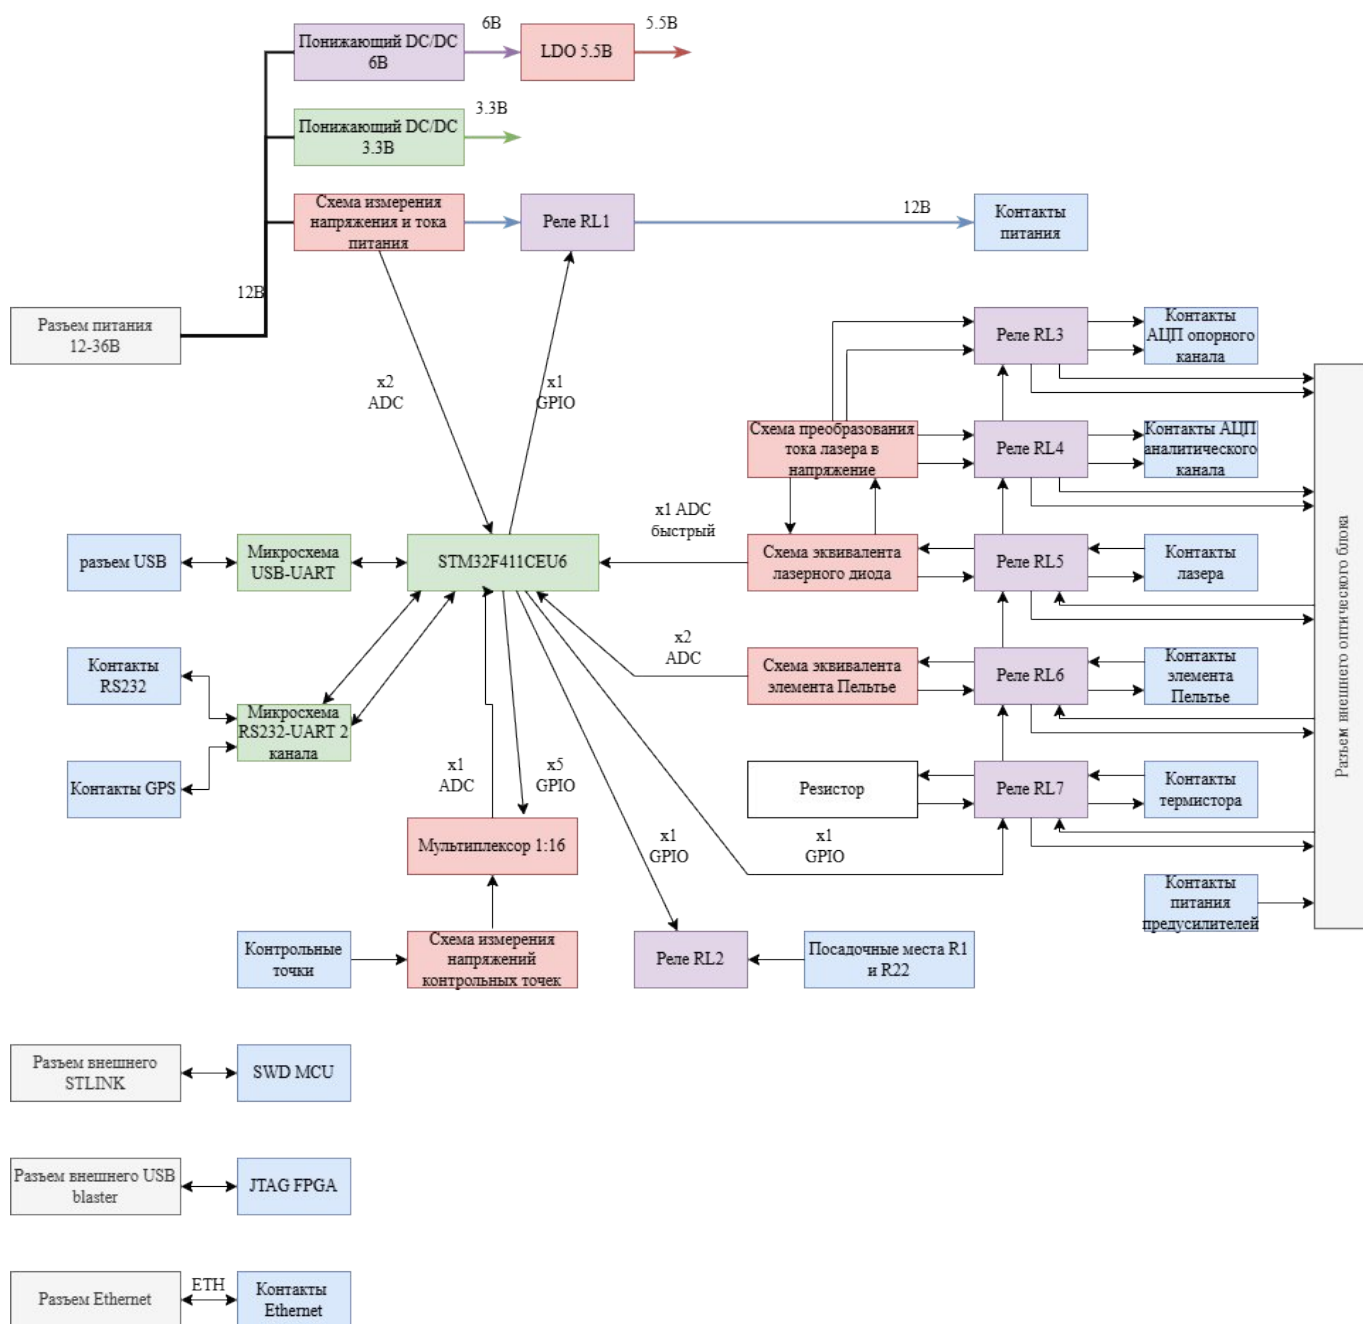 6В
5.5В
Понижающий DC/DC
6В
LDO 5.5В
3.3В
Понижающий DC/DC
3.3В
Схема измерения
напряжения и тока
питания
Реле RL1
12В
Контакты
питания
12В
Разъем питания
12-36В
x2
ADC
x1
GPIO
Реле RL3
Контакты
АЦП опорного
канала
Схема преобразования
тока лазера в
напряжение
Реле RL4
Контакты АЦП
аналитического
канала
x1 ADC
быстрый
разъем USB
Микросхема
USB-UART
STM32F411CEU6
Схема эквивалента
лазерного диода
Реле RL5
Контакты
лазера
Разъем внешнего оптического блока
x2
ADC
Контакты
RS232
Схема эквивалента
элемента Пельтье
Реле RL6
Контакты
элемента
Пельтье
Микросхема
RS232-UART 2
канала
Контакты GPS
x1
ADC
x5
GPIO
Резистор
Реле RL7
Контакты
термистора
Мультиплексор 1:16
x1
GPIO
x1
GPIO
Контакты
питания
предусилителей
Контрольные
точки
Схема измерения
напряжений
контрольных точек
Реле RL2
Посадочные места R1
и R22
Разъем внешнего
STLINK
SWD MCU
Разъем внешнего USB
blaster
JTAG FPGA
Разъем Ethernet
ETH
Контакты
Ethernet